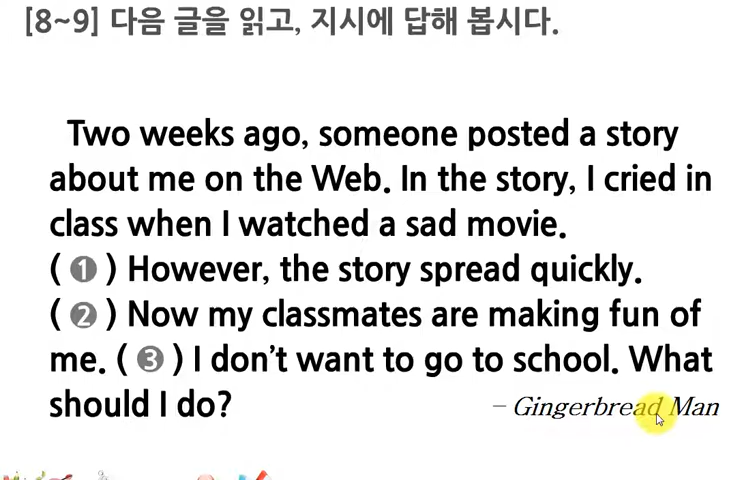 [8~9] 다음 글을 읽고, 지시에 답해 봅시다.
Two weeks ago, someone posted a story
about me on the Web. In the story, I cried in
class when I watched a sad movie.
( ❶ ) However, the story spread quickly.
( ❷ ) Now my classmates are making fun of
me. ( ❸ ) I don’t want to go to school. What
should I do?
– Gingerbread Man